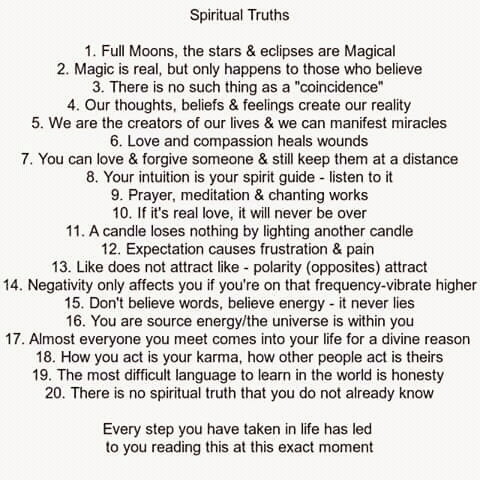 Spiritual Truths
1. Full Moons, the stars & eclipses are Magical
2. Magic is real, but only happens to those who believe
3. There is no such thing as a "coincidence"
4. Our thoughts, beliefs & feelings create our reality
5. We are the creators of our lives & we can manifest miracles
6. Love and compassion heals wounds
7. You can love & forgive someone & still keep them at a distance
8. Your intuition is your spirit guide - listen to it
9. Prayer, meditation & chanting works
10. If it's real love, it will never be over
11. A candle loses nothing by lighting another candle
12. Expectation causes frustration & pain
13. Like does not attract like - polarity (opposites) attract
14. Negativity only affects you if you're on that frequency-vibrate higher
15. Don't believe words, believe energy - it never lies
16. You are source energy/the universe is within you
17. Almost everyone you meet comes into your life for a divine reason
18. How you act is your karma, how other people act is theirs
19. The most difficult language to learn in the world is honesty
20. There is no spiritual truth that you do not already know
Every step you have taken in life has led
to you reading this at this exact moment